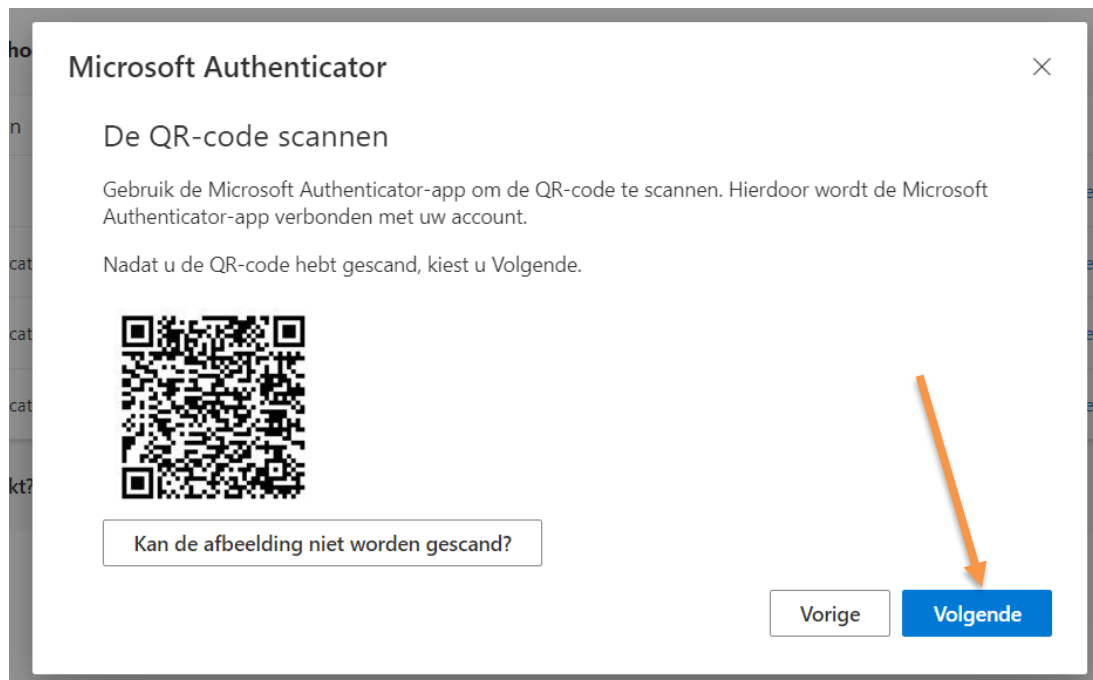 Microsoft Authenticator
De QR-code scannen
Gebruik de Microsoft Authenticator-app om de QR-code te scannen. Hierdoor wordt de Microsoft
Authenticator-app verbonden met uw account.
Nadat u de QR-code hebt gescand, kiest u Volgende.
Kan de afbeelding niet worden gescand?
Vorige
Volgende